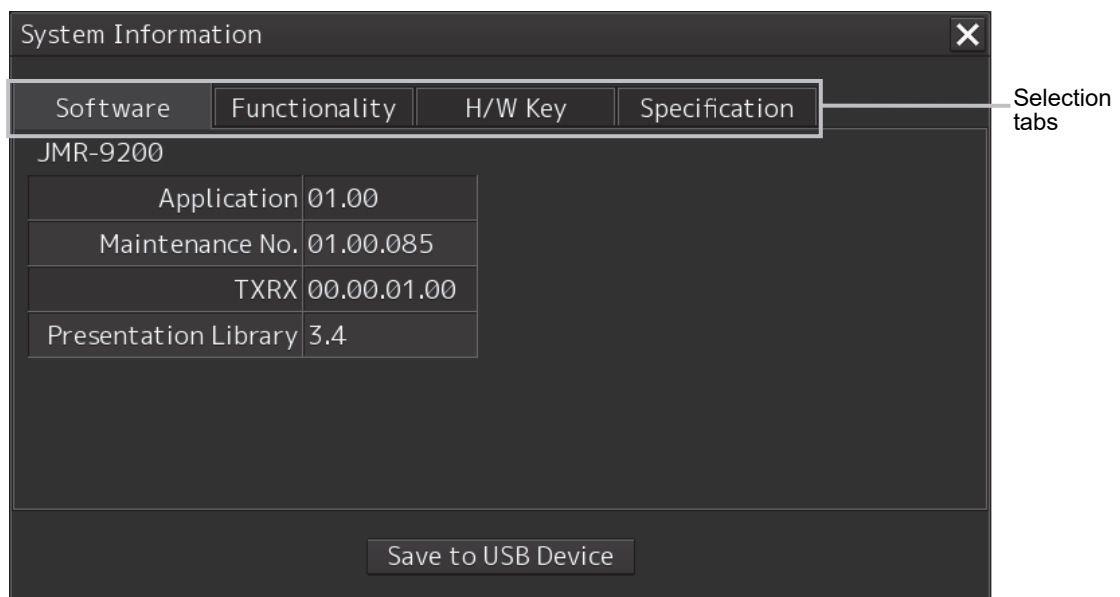 System Information
Software Functionality H/W Key Specification
Selection
tabs
JMR-9200
Application 01.00
Maintenance No. 01.00.085
TXRX 00.00.01.00
Presentation Library 3.4
Save to USB Device